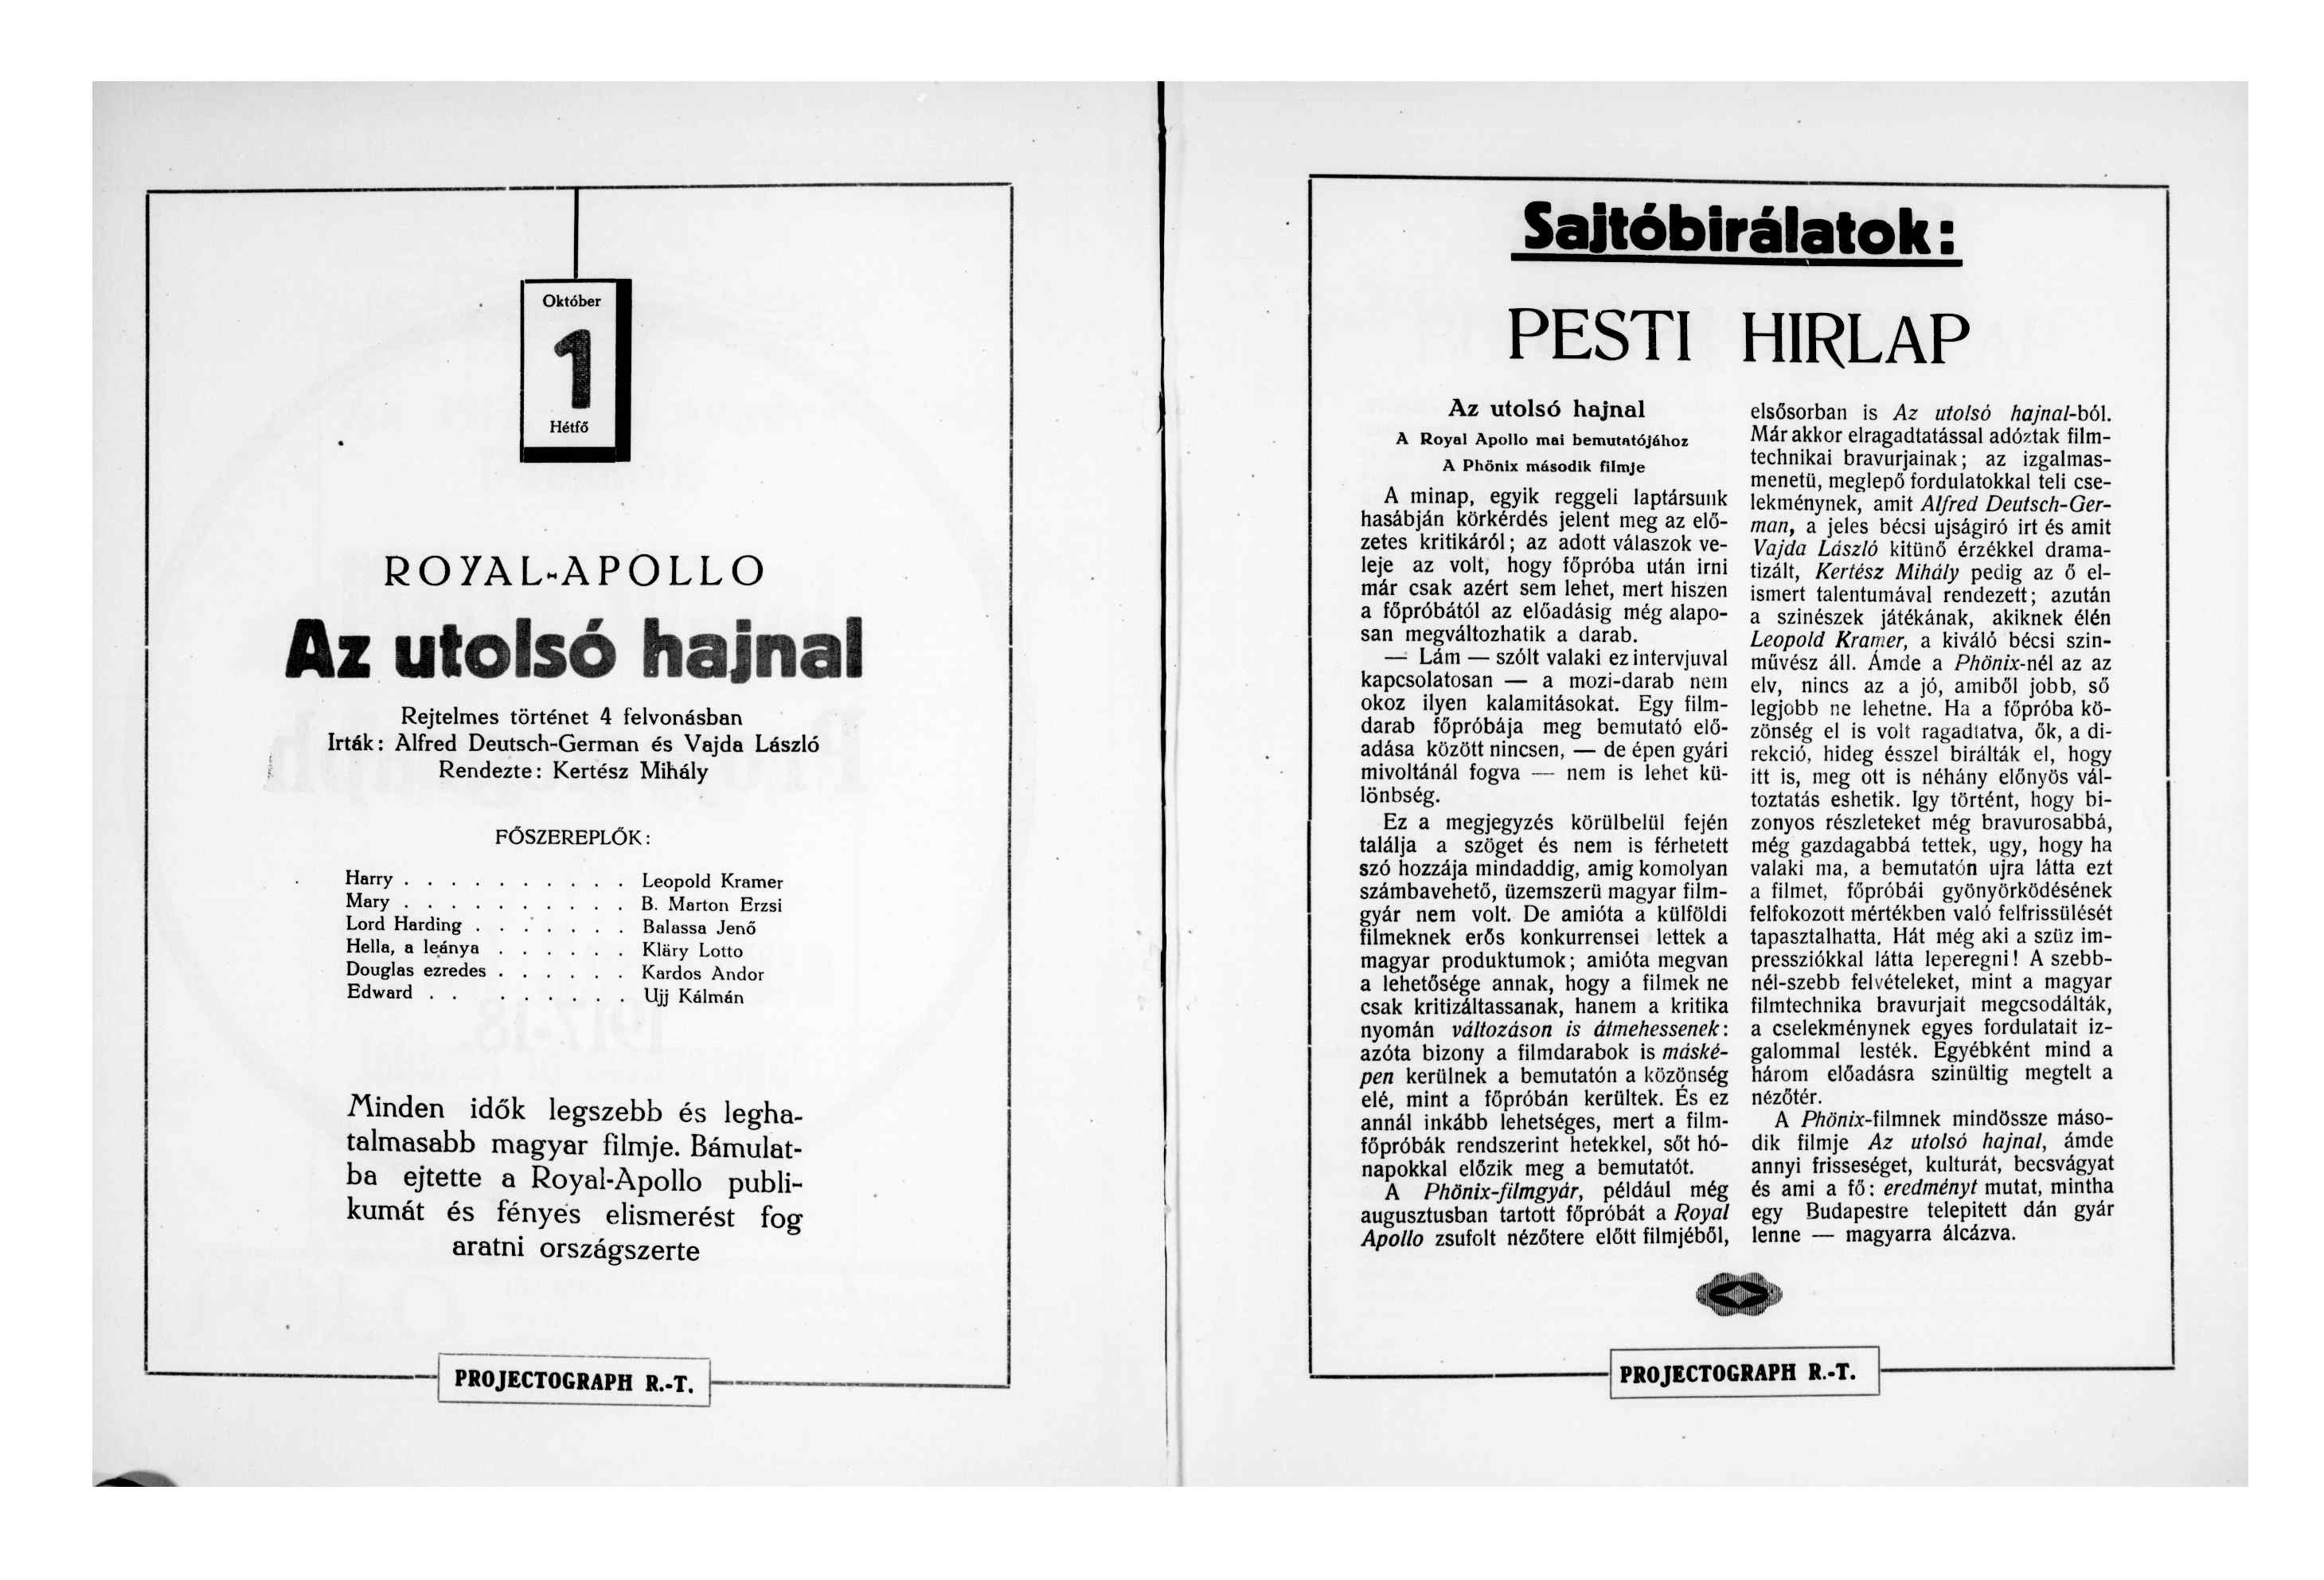 Október
1
Hétfő
ROYAL-APOLLO
Az utolsó hajnal
Rejtelmes történet 4 felvonásban
Irták: Alfred Deutsch-German és Vajda László
Rendezte: Kertész Mihály
FŐSZEREPLŐK:
Harry . . . . . . . . . . Leopold Kramer
Mary . . . . . . . . . . B. Marton Erzsi
Lord Harding . . . . . . . Balassa Jenő
Hella, a leánya . . . . . . Kläry Lotto
Douglas ezredes . . . . . . Kardos Andor
Edward . . . . . . . . Ujj Kálmán
Minden idők legszebb és legha-
talmasabb magyar filmje. Bámulat-
ba ejtette a Royal-Apollo publi-
kumát és fényes elismerést fog
aratni országszerte
PROJECTOGRAPH R.-T.
Sajtóbirálatok:
PESTI HIRLAP
Az utolsó hajnal
A Royal Apollo mai bemutatójához
A Phönix második filmje
A minap, egyik reggeli laptársunk
hasábján körkérdés jelent meg az elő-
zetes kritikáról; az adott válaszok ve-
leje az volt, hogy főpróba után irni
már csak azért sem lehet, mert hiszen
a főpróbától az előadásig még alapo-
san megváltozhatik a darab.
— Lám — szólt valaki ez intervjuval
kapcsolatosan — a mozi-darab nem
okoz ilyen kalamitásokat. Egy film-
darab főpróbája meg bemutató elő-
adása között nincsen, — de épen gyári
mivoltánál fogva — nem is lehet kü-
lönbség.
Ez a megjegyzés körülbelül fején
találja a szöget és nem is férhetett
szó hozzája mindaddig, amig komolyan
számbavehető, üzemszerü magyar film-
gyár nem volt. De amióta a külföldi
filmeknek erős konkurrensei lettek a
magyar produktumok; amióta megvan
a lehetősége annak, hogy a filmek ne
csak kritizáltassanak, hanem a kritika
nyomán változáson is átmehessenek:
azóta bizony a filmdarabok is máské-
pen kerülnek a bemutatón a közönség
elé, mint a főpróbán kerültek. És ez
annál inkább lehetséges, mert a film-
főpróbák rendszerint hetekkel, sőt hó-
napokkal előzik meg a bemutatót.
A Phönix-filmgyár, például még
augusztusban tartott főpróbát a Royal
Apollo zsufolt nézőtere előtt filmjéből,
elsősorban is Az utolsó hajnal-ból.
Már akkor elragadtatással adóztak film-
technikai bravurjainak; az izgalmas-
menetü, meglepő fordulatokkal teli cse-
lekménynek, amit Alfred Deutsch-Ger-
man, a jeles bécsi ujságiró irt és amit
Vajda László kitünő érzékkel drama-
tizált, Kertész Mihály pedig az ő el-
ismert talentumával rendezett; azután
a szinészek játékának, akiknek élén
Leopold Kramer, a kiváló bécsi szin-
művész áll. Ámde a Phönix-nél az az
elv, nincs az a jó, amiből jobb, ső
legjobb ne lehetne. Ha a főpróba kö-
zönség el is volt ragadtatva, ők, a di-
rekció, hideg ésszel birálták el, hogy
itt is, meg ott is néhány előnyös vál-
toztatás eshetik. Igy történt, hogy bi-
zonyos részleteket még bravurosabbá,
még gazdagabbá tettek, ugy, hogy ha
valaki ma, a bemutatón ujra látta ezt
a filmet, főpróbái gyönyörködésének
felfokozott mértékben való felfrissülését
tapasztalhatta. Hát még aki a szüz im-
pressziókkal látta leperegni! A szebb-
nél-szebb felvételeket, mint a magyar
filmtechnika bravurjait megcsodálták,
a cselekménynek egyes fordulatait iz-
galommal lesték. Egyébként mind a
három előadásra szinültig megtelt a
nézőtér.
A Phönix-filmnek mindössze máso-
dik filmje Az utolsó hajnal, ámde
annyi frisseséget, kulturát, becsvágyat
és ami a fő: eredményt mutat, mintha
egy Budapestre telepitett dán gyár
lenne — magyarra álcázva.
PROJECTOGRAPH R.-T.